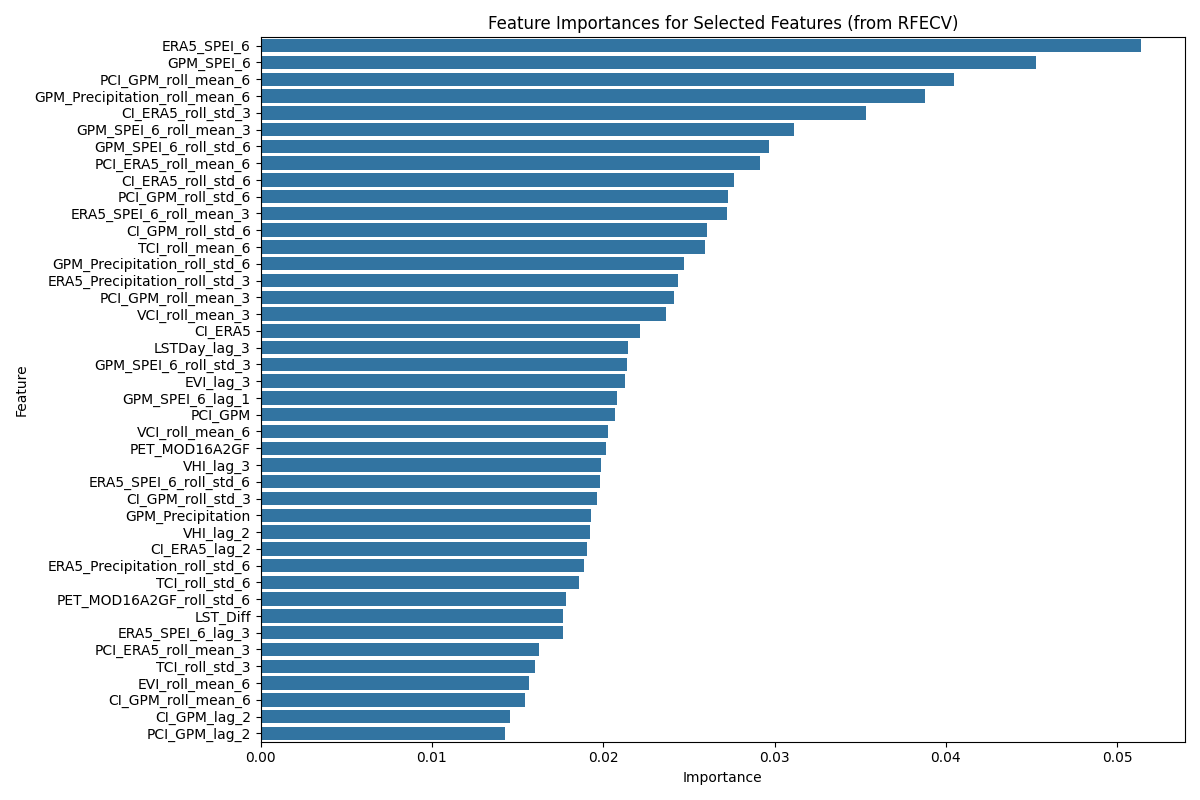 Feature Importances for Selected Features (from RFECV)
ERA5_SPEI_6
GPM_SPEI_6
PCI_GPM_roll_mean_6
GPM_Precipitation_roll_mean_6
CI_ERA5_roll_std_3
GPM_SPEI_6_roll_mean_3
GPM_SPEI_6_roll_std_6
PCI_ERA5_roll_mean_6
CI_ERA5_roll_std_6
PCI_GPM_roll_std_6
ERA5_SPEI_6_roll_mean_3
CI_GPM_roll_std_6
TCI_roll_mean_6
GPM_Precipitation_roll_std_6
ERA5_Precipitation_roll_std_3
PCI_GPM_roll_mean_3
VCI_roll_mean_3
CI_ERA5
LSTDay_lag_3
GPM_SPEI_6_roll_std_3
EVI_lag_3
GPM_SPEI_6_lag_1
PCI_GPM
VCI_roll_mean_6
PET_MOD16A2GF
VHI_lag_3
ERA5_SPEI_6_roll_std_6
CI_GPM_roll_std_3
GPM_Precipitation
VHI_lag_2
CI_ERA5_lag_2
ERA5_Precipitation_roll_std_6
TCI_roll_std_6
PET_MOD16A2GF_roll_std_6
LST_Diff
ERA5_SPEI_6_lag_3
PCI_ERA5_roll_mean_3
TCI_roll_std_3
EVI_roll_mean_6
CI_GPM_roll_mean_6
CI_GPM_lag_2
PCI_GPM_lag_2
Feature
0.00 0.01 0.02 0.03 0.04 0.05
Importance